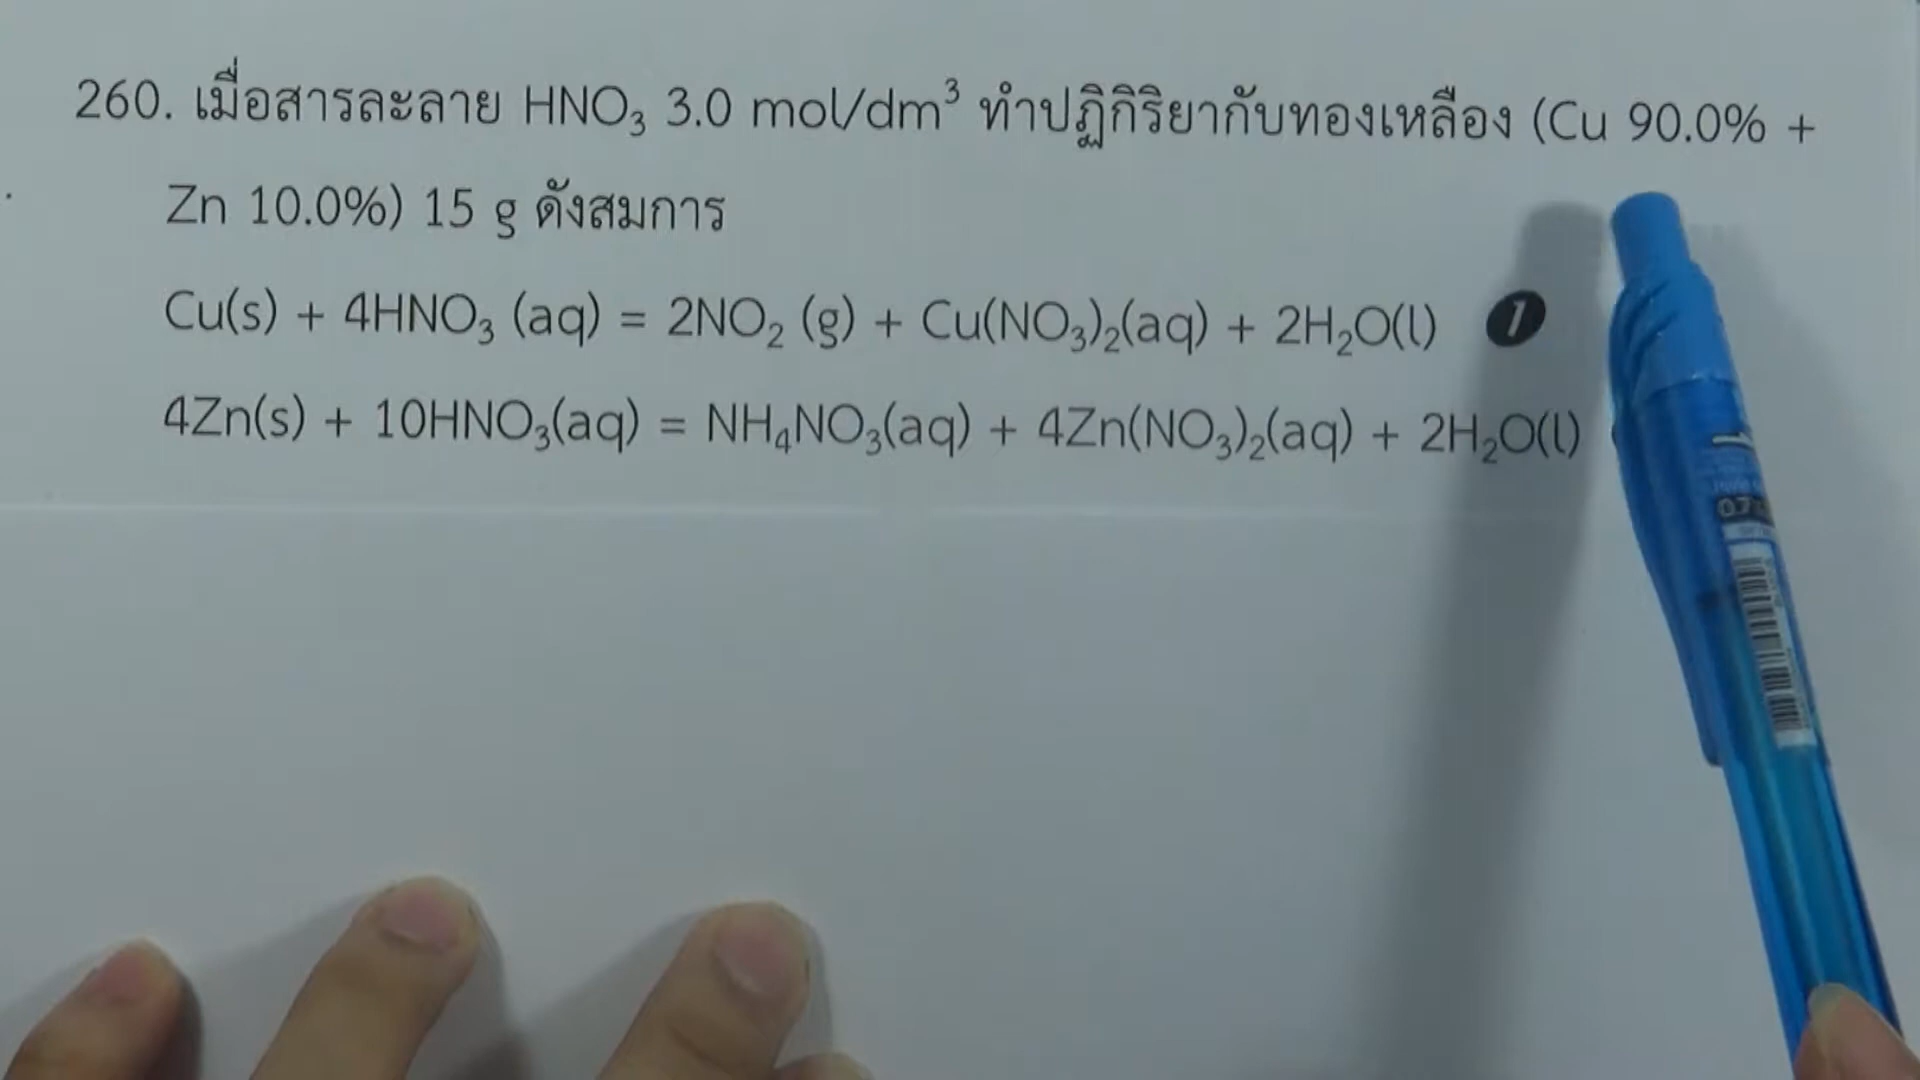 260. เมื่อสารละลาย HNO₃ 3.0 mol/dm³ ทำปฏิกิริยากับทองเหลือง (Cu 90.0% +
Zn 10.0%) 15 g ดังสมการ
Cu(s) + 4HNO₃ (aq) = 2NO₂ (g) + Cu(NO₃)₂(aq) + 2H₂O(l) 1
4Zn(s) + 10HNO₃(aq) = NH₄NO₃(aq) + 4Zn(NO₃)₂(aq) + 2H₂O(l)